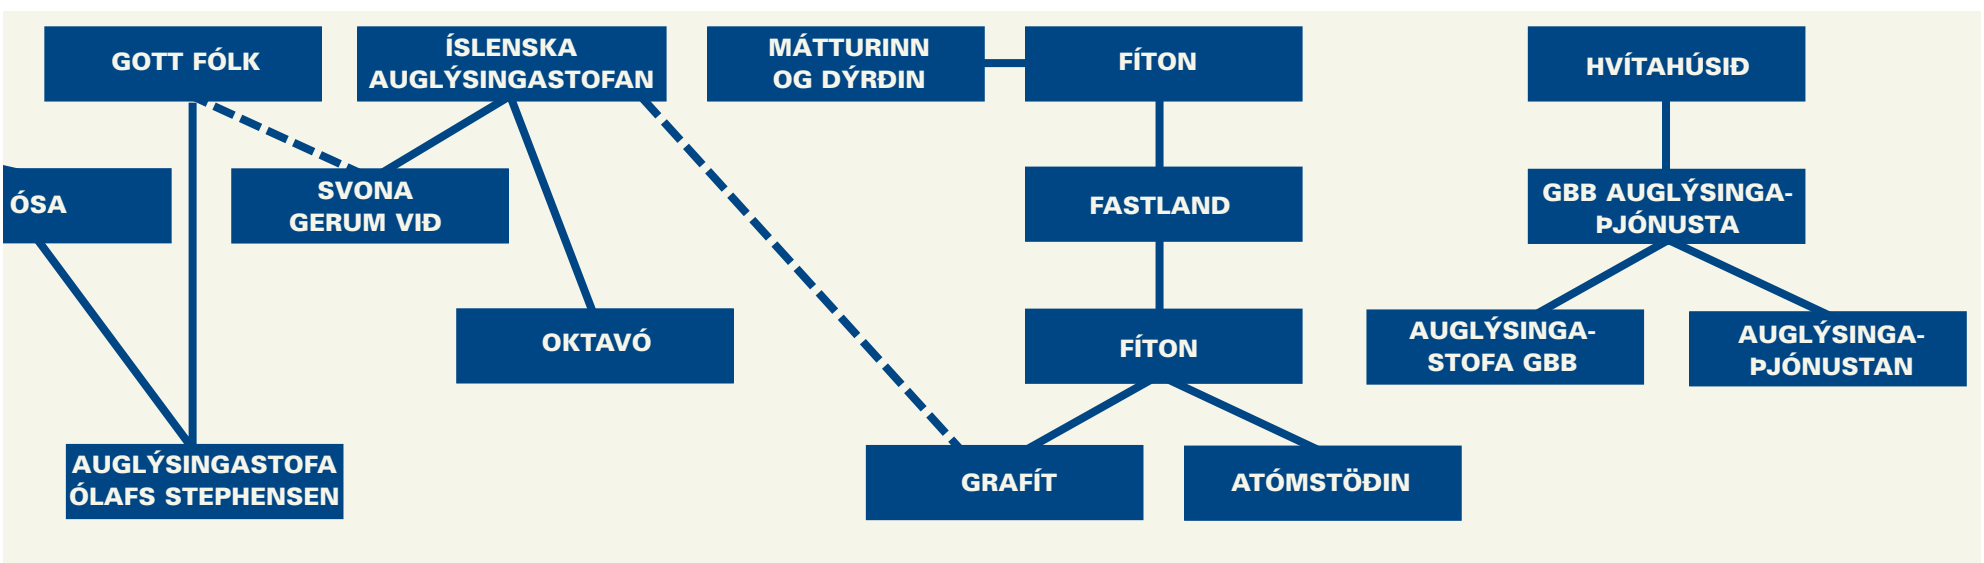 GOTT FÓLK
ÍSLENSKA
AUGLÝSINGASTOFAN
MÁTTURINN
OG DÝRÐIN
FÍTON
HVÍTAHÚSIÐ
ÓSA
SVONA
GERUM VIÐ
FASTLAND
GBB AUGLÝSINGA-
ÞJÓNUSTA
OKTAVÓ
FÍTON
AUGLÝSINGA-
STOFA GBB
AUGLÝSINGA-
ÞJÓNUSTAN
AUGLÝSINGASTOFA
ÓLAFS STEPHENSEN
GRAFÍT
ATÓMSTÖÐIN